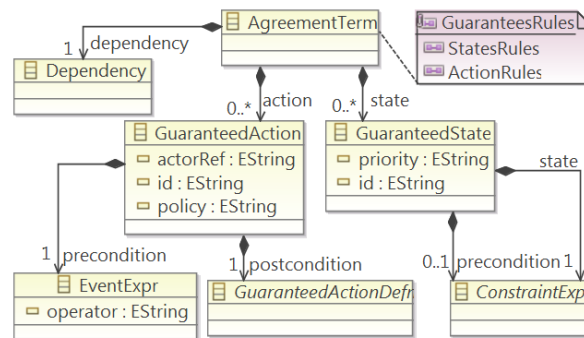 AgreementTerm
GuaranteesRules
StatesRules
ActionRules
1 dependency
Dependency
0..* action
0..* state
GuaranteedAction
actorRef : EString
id : EString
policy : EString
GuaranteedState
priority : EString
id : EString
state
1 precondition
1 postcondition
0..1 precondition 1
EventExpr
operator : EString
GuaranteedActionDefn
ConstraintExp